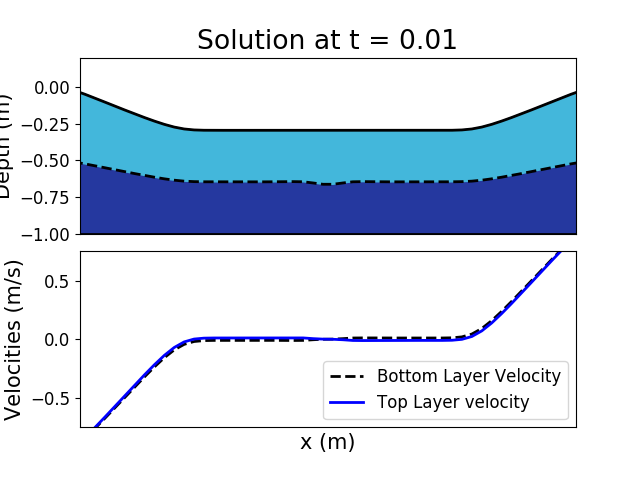 Solution at t = 0.01
Depth (m)
0.00
−0.25
−0.50
−0.75
−1.00
Velocities (m/s)
0.5
0.0
−0.5
Bottom Layer Velocity
Top Layer velocity
x (m)